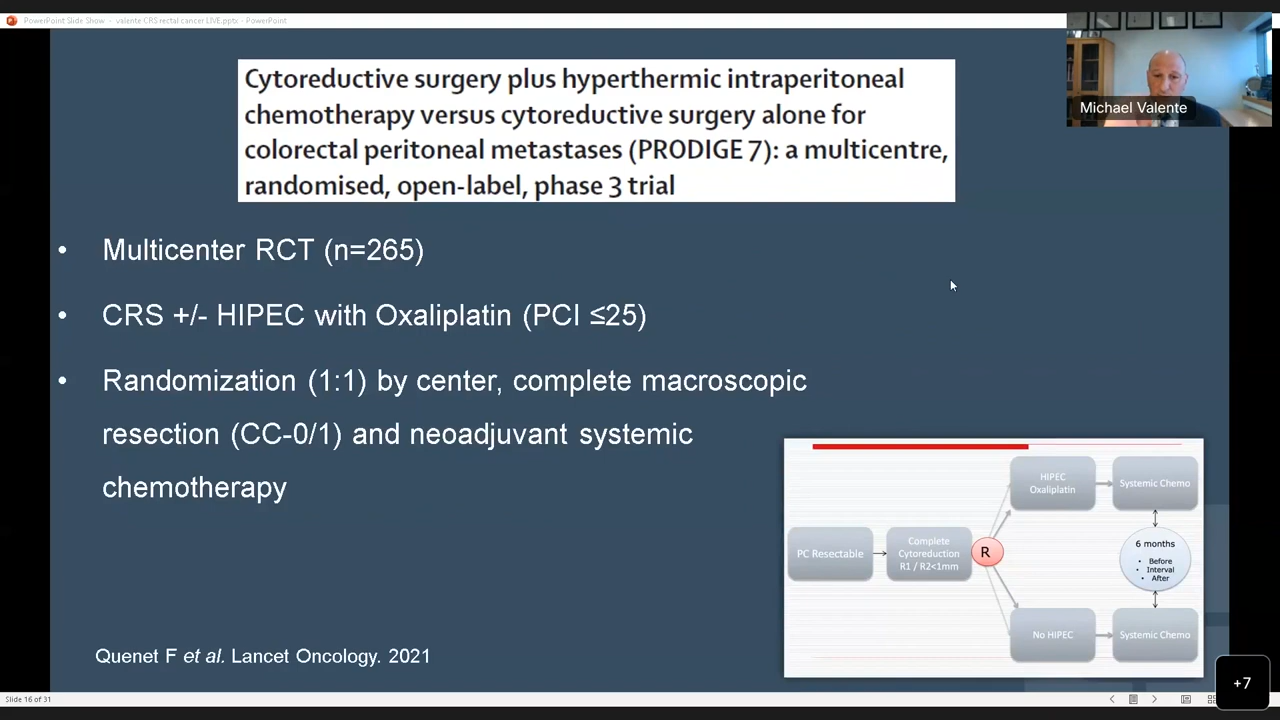 PowerPoint Slide Show - valente CRS rectal cancer LIVE.pptx - PowerPoint
Michael Valente
Cytoreductive surgery plus hyperthermic intraperitoneal
chemotherapy versus cytoreductive surgery alone for
colorectal peritoneal metastases (PRODIGE 7): a multicentre,
randomised, open-label, phase 3 trial
• Multicenter RCT (n=265)
• CRS +/- HIPEC with Oxaliplatin (PCI ≤25)
• Randomization (1:1) by center, complete macroscopic
resection (CC-0/1) and neoadjuvant systemic
chemotherapy
HIPEC
Oxaliplatin
Systemic Chemo
PC Resectable
Complete
Cytoreduction
R1 / R2<1mm
R
6 months
• Before
• Interval
• After
No HIPEC
Systemic Chemo
Quenet F et al. Lancet Oncology. 2021
Slide 16 of 31
+7